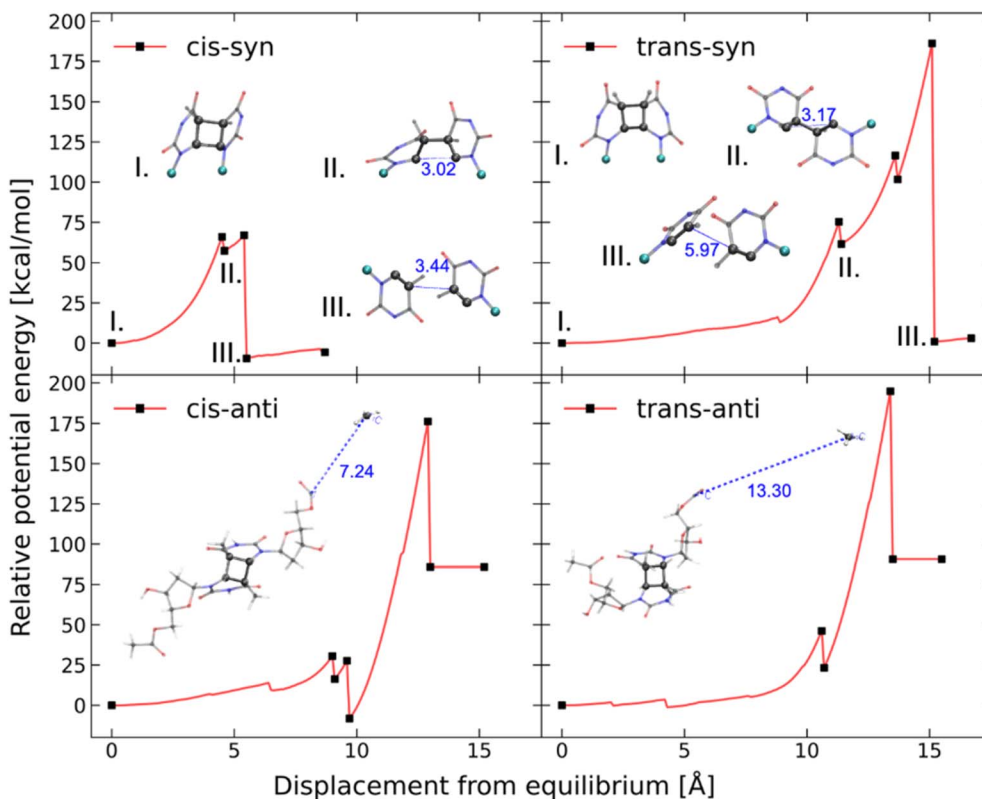 Relative potential energy [kcal/mol]
200
175
150
125
100
75
50
25
0
cis-syn
I.
II.
3.02
III.
3.44
I.
II.
III.
trans-syn
I.
II.
3.17
III.
5.97
I.
II.
III.
200
175
150
125
100
75
50
25
0
cis-anti
7.24
0
5
10
15
trans-anti
13.30
C
C
0
5
10
15
Displacement from equilibrium [Å]